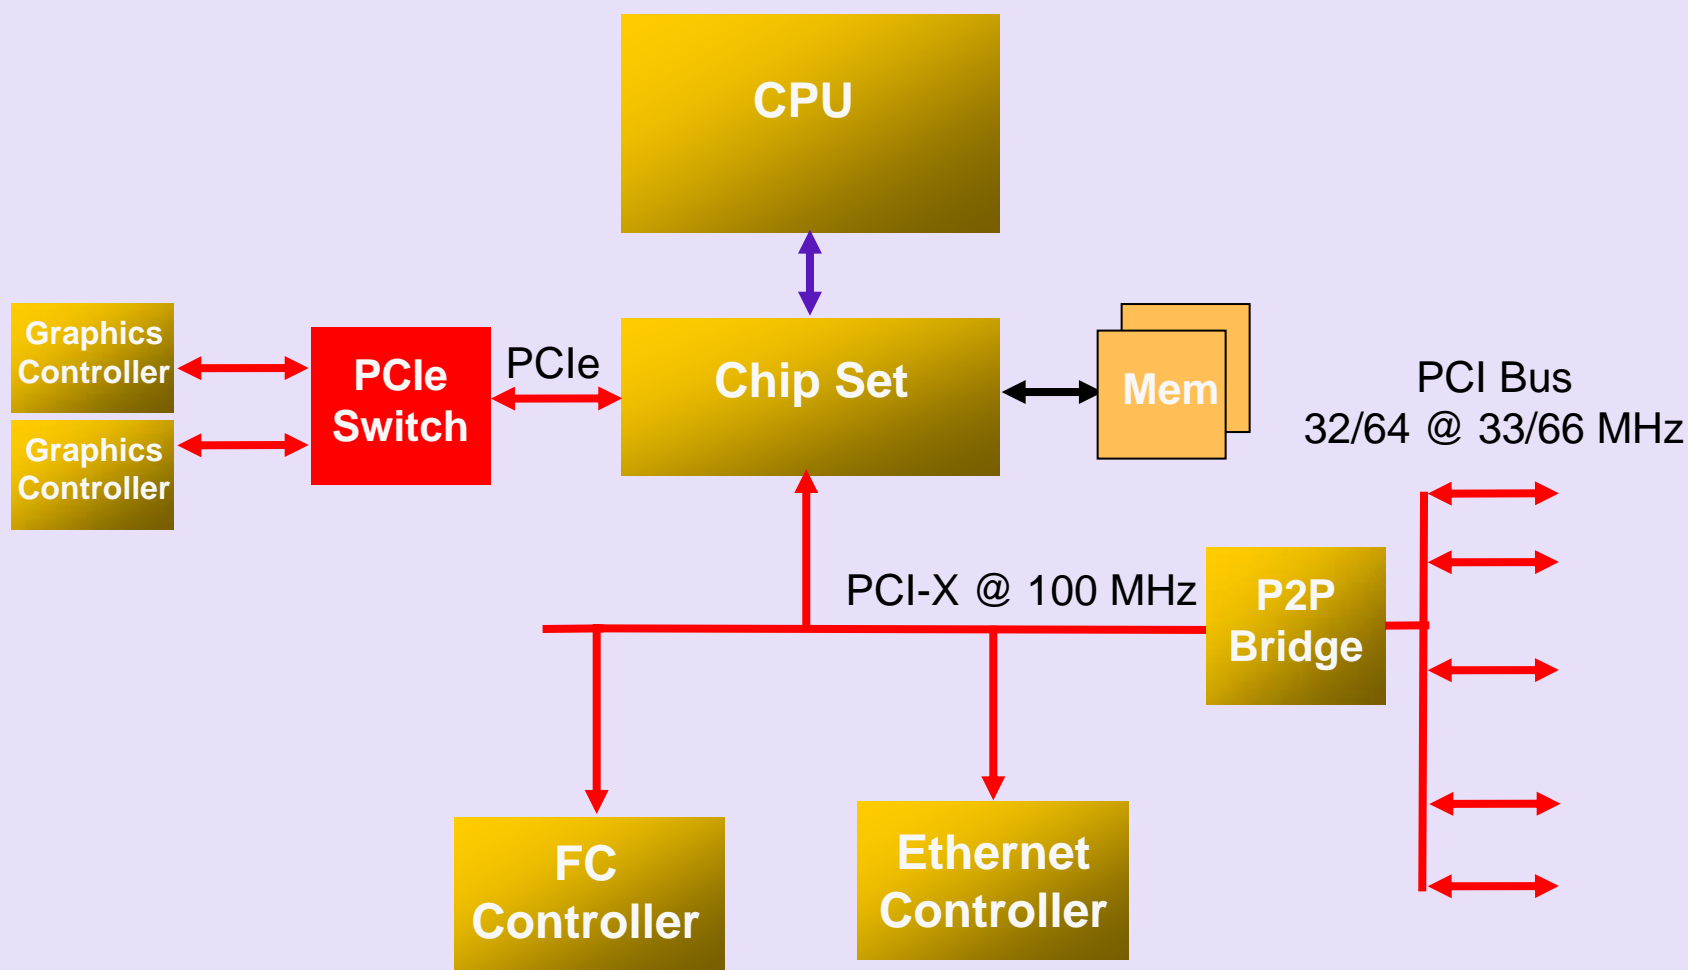 CPU
Graphics
Controller
PCIe
Switch
PCIe
Chip Set
Mem
PCI Bus
32/64 @ 33/66 MHz
Graphics
Controller
PCI-X @ 100 MHz
P2P
Bridge
FC
Controller
Ethernet
Controller